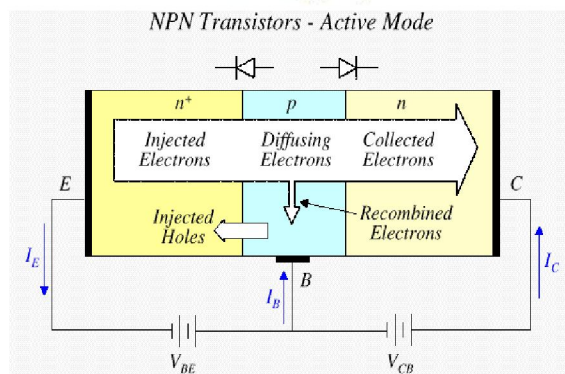 NPN Transistors - Active Mode
n+ p n
Injected Electrons
Diffusing Electrons
Collected Electrons
E
C
Injected Holes
Recombined Electrons
B
I_E
I_B
I_C
V_BE
V_CB